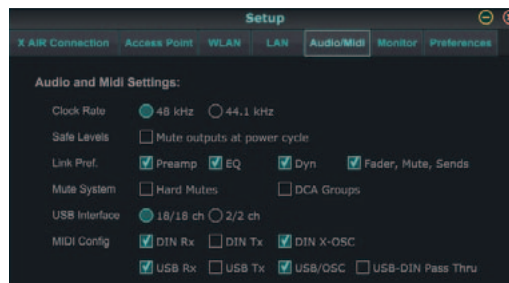 Setup
X AIR Connection Access Point WLAN LAN Audio/Midi Monitor Preferences
Audio and Midi Settings:
Clock Rate 48 kHz 44.1 kHz
Safe Levels Mute outputs at power cycle
Link Pref. Preamp EQ Dyn Fader, Mute, Sends
Mute System Hard Mutes DCA Groups
USB Interface 18/18 ch 2/2 ch
MIDI Config DIN Rx DIN Tx DIN X-OSC
USB Rx USB Tx USB/OSC USB-DIN Pass Thru